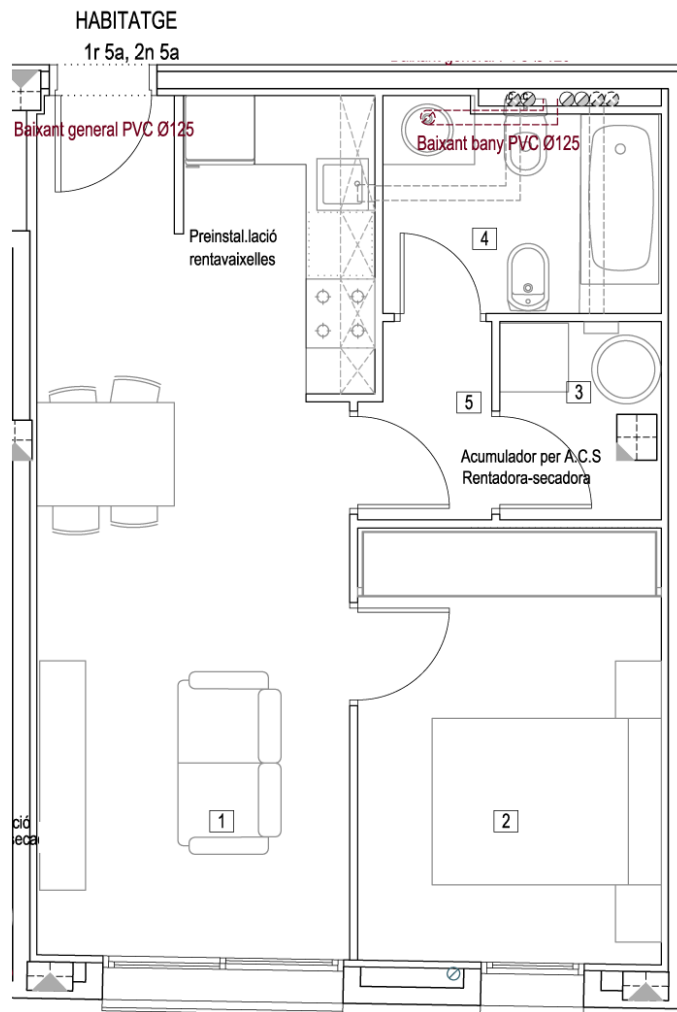 HABITATGE
1r 5a, 2n 5a
Baixant general PVC Ø125
Baixant bany PVC Ø125
Preinstal.lació
rentavaixelles
4
3
5
Acumulador per A.C.S
Rentadora-secadora
1
2